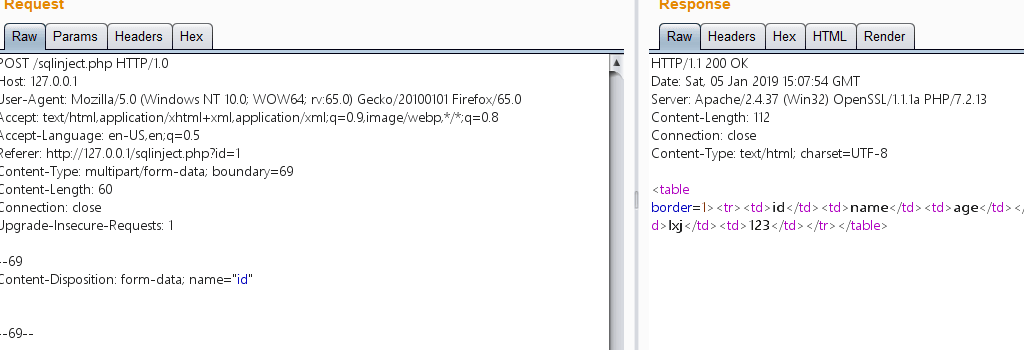 Request
Raw Params Headers Hex
POST /sqlinject.php HTTP/1.0
Host: 127.0.0.1
User-Agent: Mozilla/5.0 (Windows NT 10.0; WOW64; rv:65.0) Gecko/20100101 Firefox/65.0
Accept: text/html,application/xhtml+xml,application/xml;q=0.9,image/webp,*/*;q=0.8
Accept-Language: en-US,en;q=0.5
Referer: http://127.0.0.1/sqlinject.php?id=1
Content-Type: multipart/form-data; boundary=69
Content-Length: 60
Connection: close
Upgrade-Insecure-Requests: 1
--69
Content-Disposition: form-data; name="id"
--69--
Response
Raw Headers Hex HTML Render
HTTP/1.1 200 OK
Date: Sat, 05 Jan 2019 15:07:54 GMT
Server: Apache/2.4.37 (Win32) OpenSSL/1.1.1a PHP/7.2.13
Content-Length: 112
Connection: close
Content-Type: text/html; charset=UTF-8
<table
border=1><tr><td>id</td><td>name</td><td>age</td></
d>lxj</td><td>123</td></tr></table>